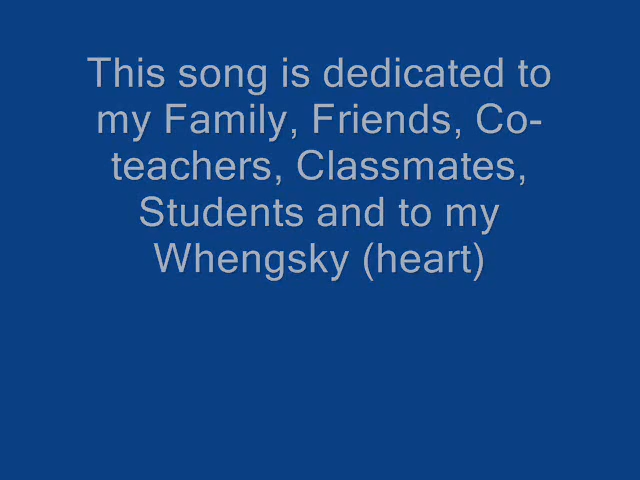 This song is dedicated to
my Family, Friends, Co-
teachers, Classmates,
Students and to my
Whengsky (heart)